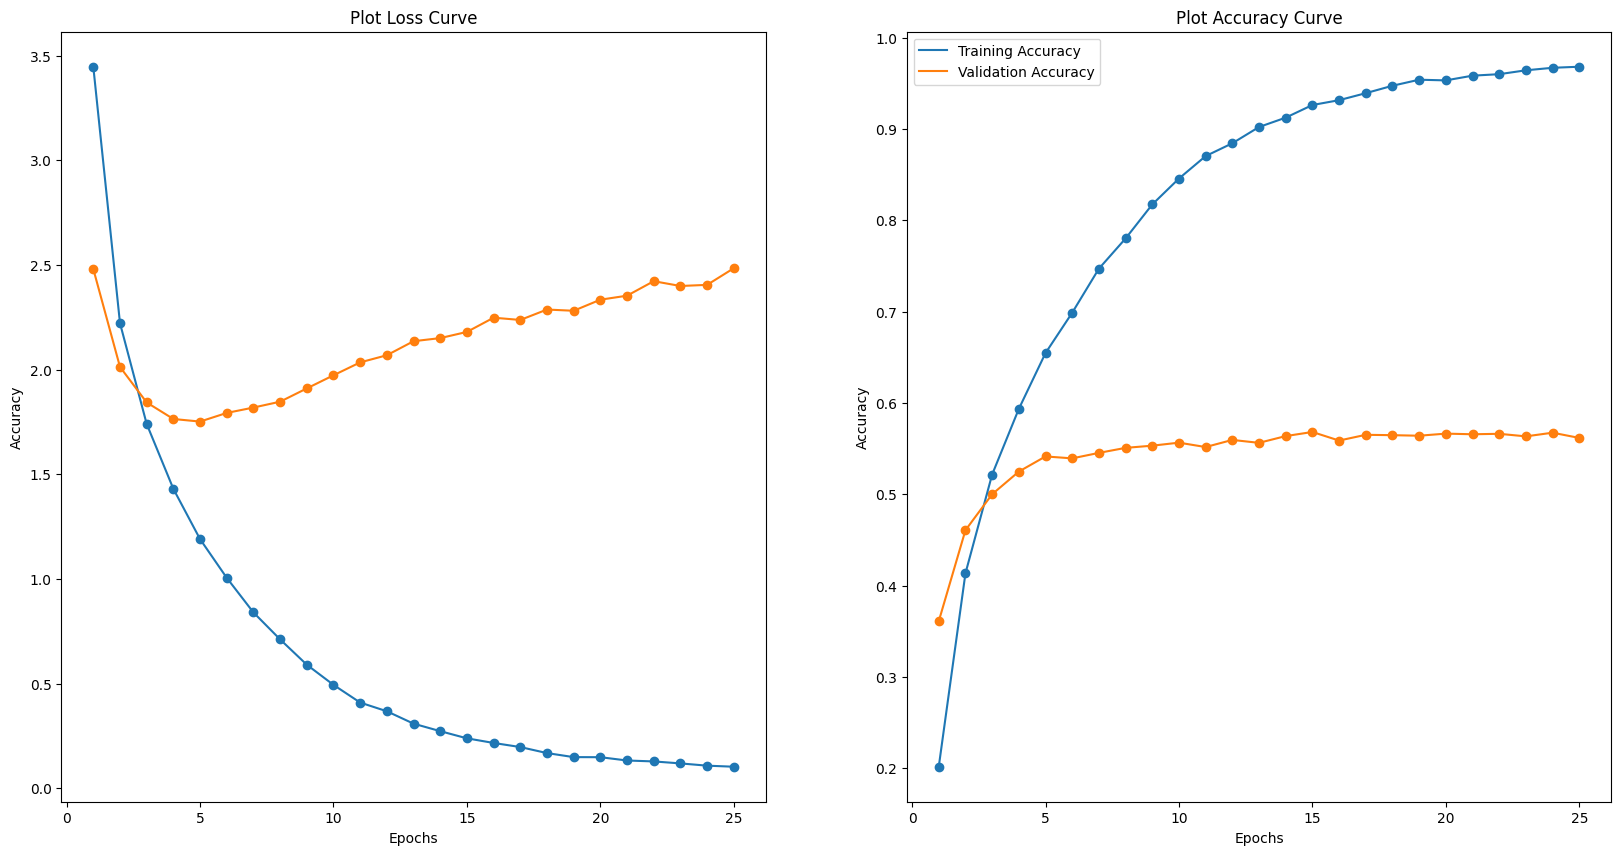 Plot Loss Curve
3.5
3.0
2.5
2.0
1.5
1.0
0.5
0.0
Accuracy
0 5 10 15 20 25
Epochs
Plot Accuracy Curve
Training Accuracy
Validation Accuracy
1.0
0.9
0.8
0.7
0.6
0.5
0.4
0.3
0.2
Accuracy
0 5 10 15 20 25
Epochs